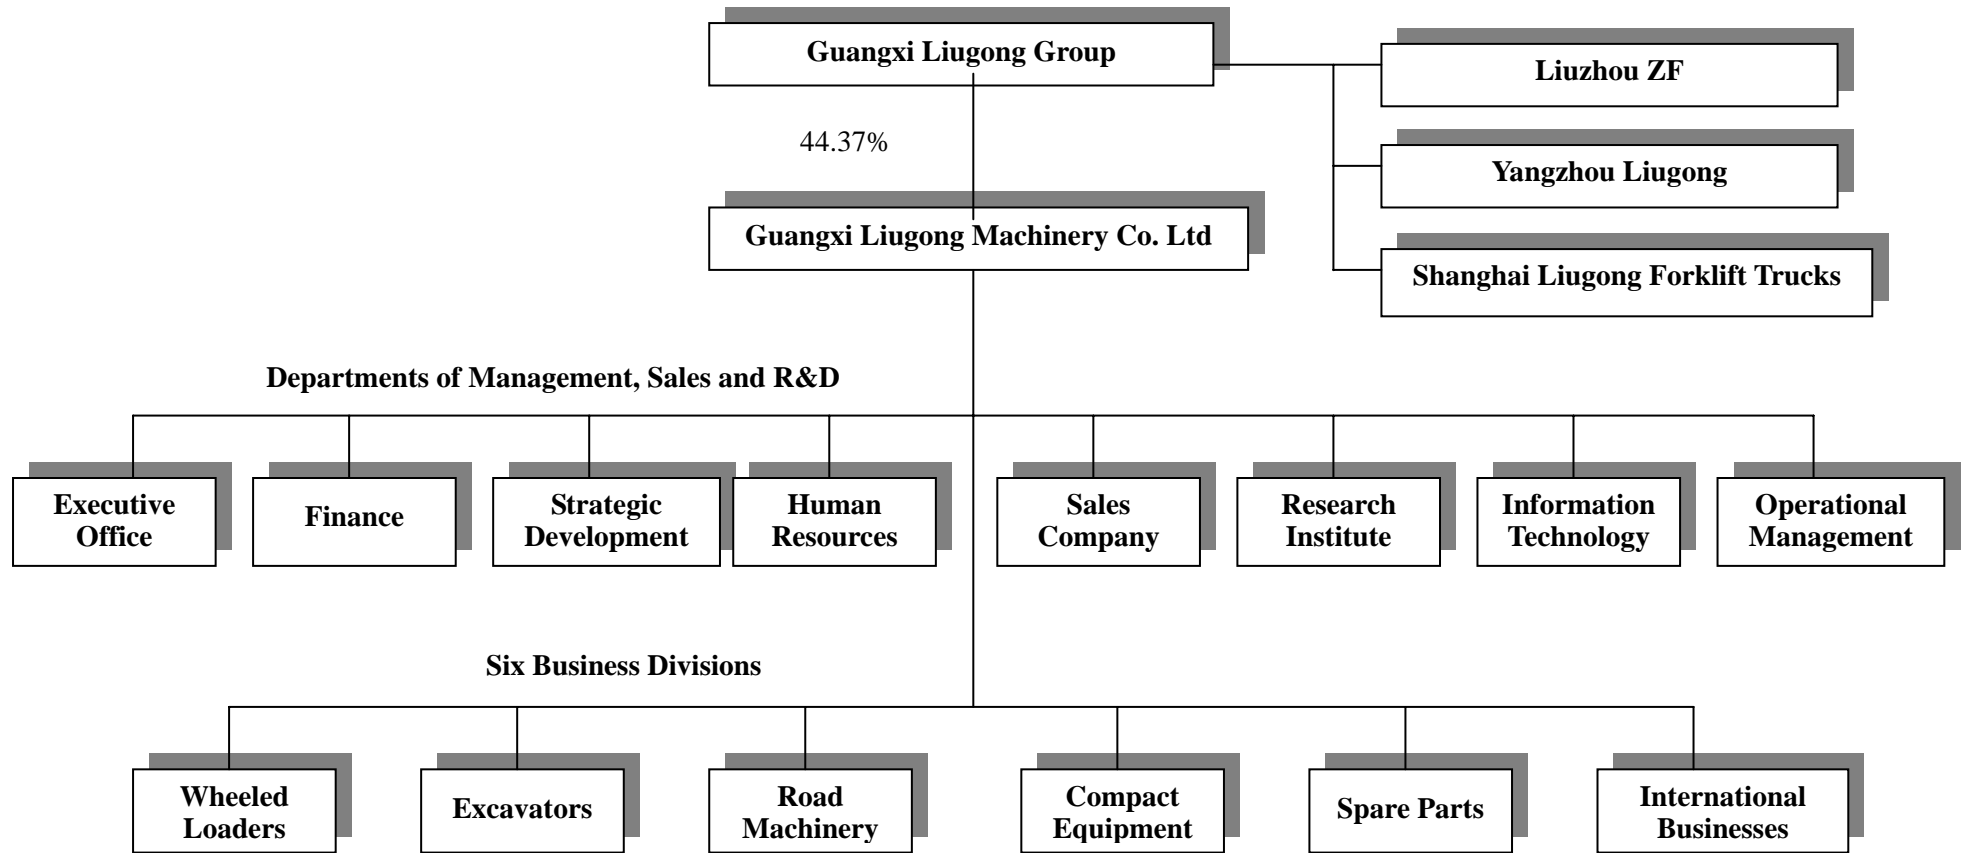 Guangxi Liugong Group
Liuzhou ZF
44.37%
Yangzhou Liugong
Guangxi Liugong Machinery Co. Ltd
Shanghai Liugong Forklift Trucks
Departments of Management, Sales and R&D
Executive
Office
Finance
Strategic
Development
Human
Resources
Sales
Company
Research
Institute
Information
Technology
Operational
Management
Six Business Divisions
Wheeled
Loaders
Excavators
Road
Machinery
Compact
Equipment
Spare Parts
International
Businesses